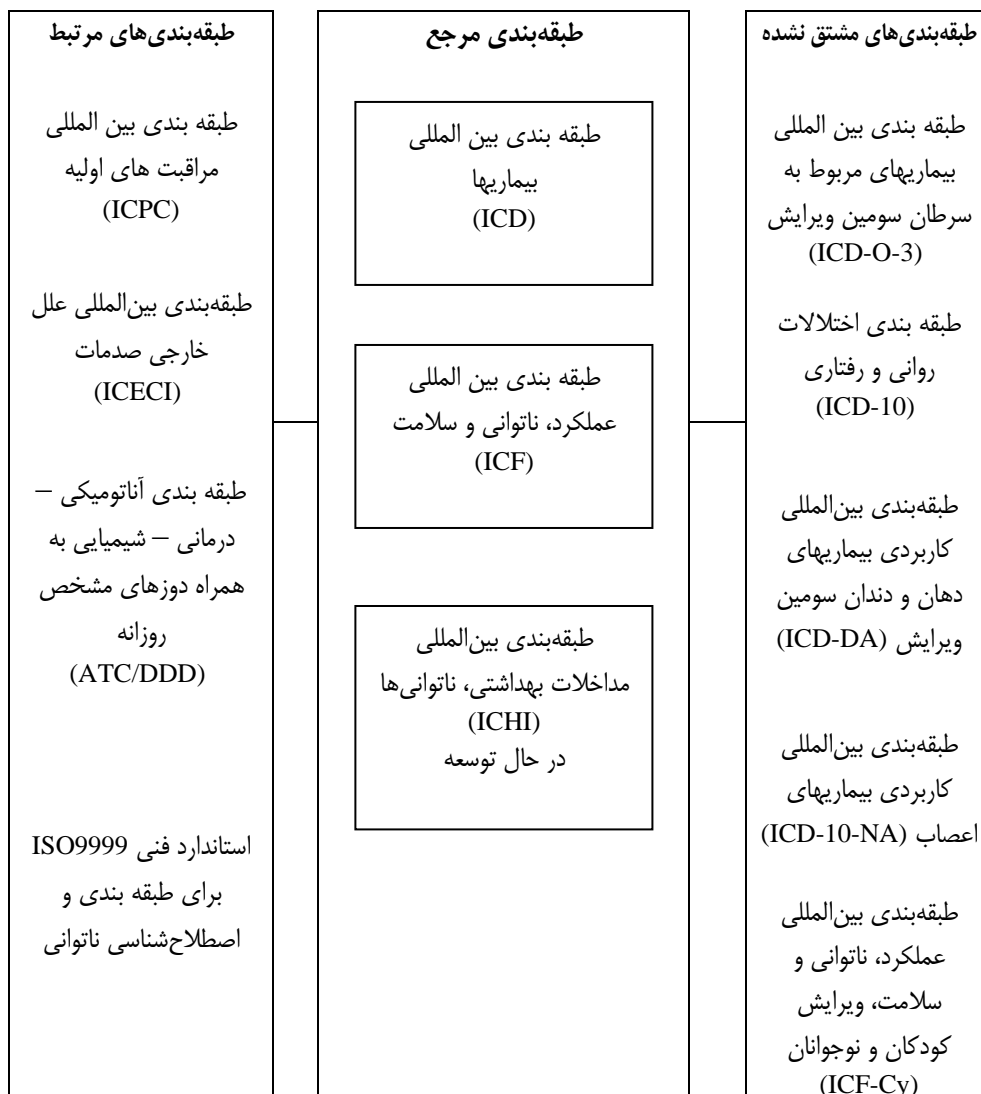 طبقه‌بندی‌های مشتق نشده
طبقه بندی بین المللی
بیماریهای مربوط به
سرطان سومین ویرایش
(ICD-O-3)
طبقه بندی اختلالات
روانی و رفتاری
(ICD-10)
طبقه‌بندی بین‌المللی
کاربردی بیماریهای
دهان و دندان سومین
ویرایش (ICD-DA)
طبقه‌بندی بین‌المللی
کاربردی بیماریهای
اعصاب (ICD-10-NA)
طبقه‌بندی بین‌المللی
عملکرد، ناتوانی و
سلامت، ویرایش
کودکان و نوجوانان
(ICF-Cy)
طبقه‌بندی مرجع
طبقه بندی بین المللی
بیماریها
(ICD)
طبقه بندی بین المللی
عملکرد، ناتوانی و سلامت
(ICF)
طبقه‌بندی بین‌المللی
مداخلات بهداشتی، ناتوانی‌ها
(ICHI)
در حال توسعه
طبقه‌بندی‌های مرتبط
طبقه بندی بین المللی
مراقبت های اولیه
(ICPC)
طبقه‌بندی بین‌المللی علل
خارجی صدمات
(ICECI)
طبقه بندی آناتومیکی –
درمانی – شیمیایی به
همراه دوزهای مشخص
روزانه
(ATC/DDD)
استاندارد فنی ISO9999
برای طبقه بندی و
اصطلاح‌شناسی ناتوانی